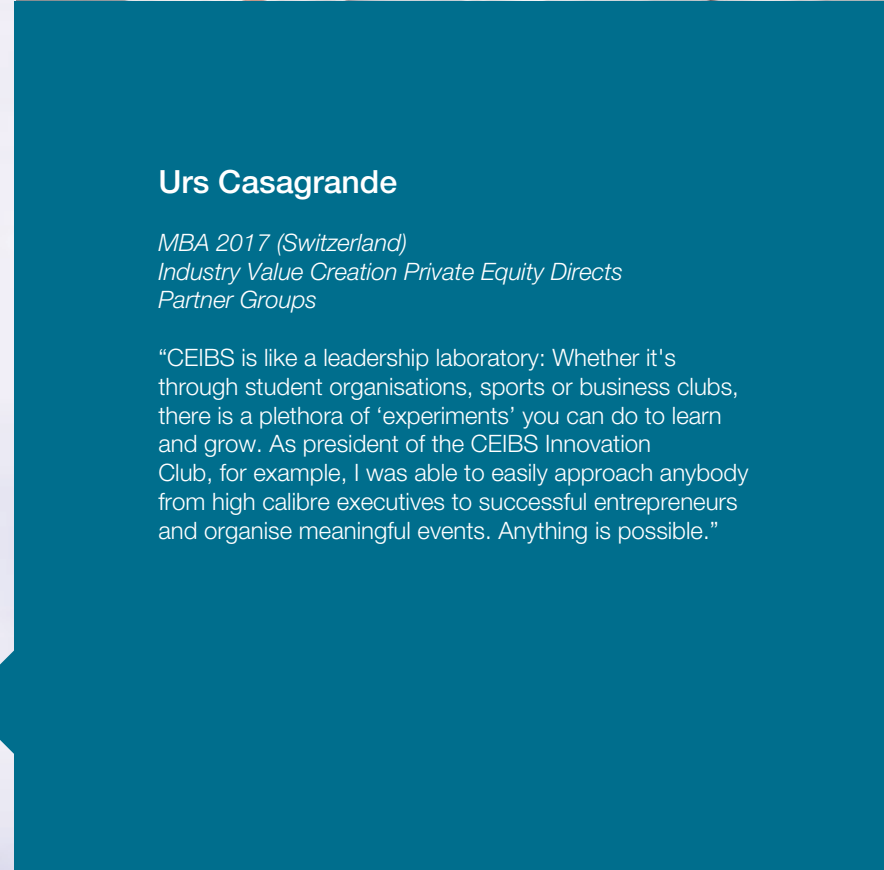 Urs Casagrande
MBA 2017 (Switzerland)
Industry Value Creation Private Equity Directs
Partner Groups
“CEIBS is like a leadership laboratory: Whether it's
through student organisations, sports or business clubs,
there is a plethora of ‘experiments’ you can do to learn
and grow. As president of the CEIBS Innovation
Club, for example, I was able to easily approach anybody
from high calibre executives to successful entrepreneurs
and organise meaningful events. Anything is possible.”